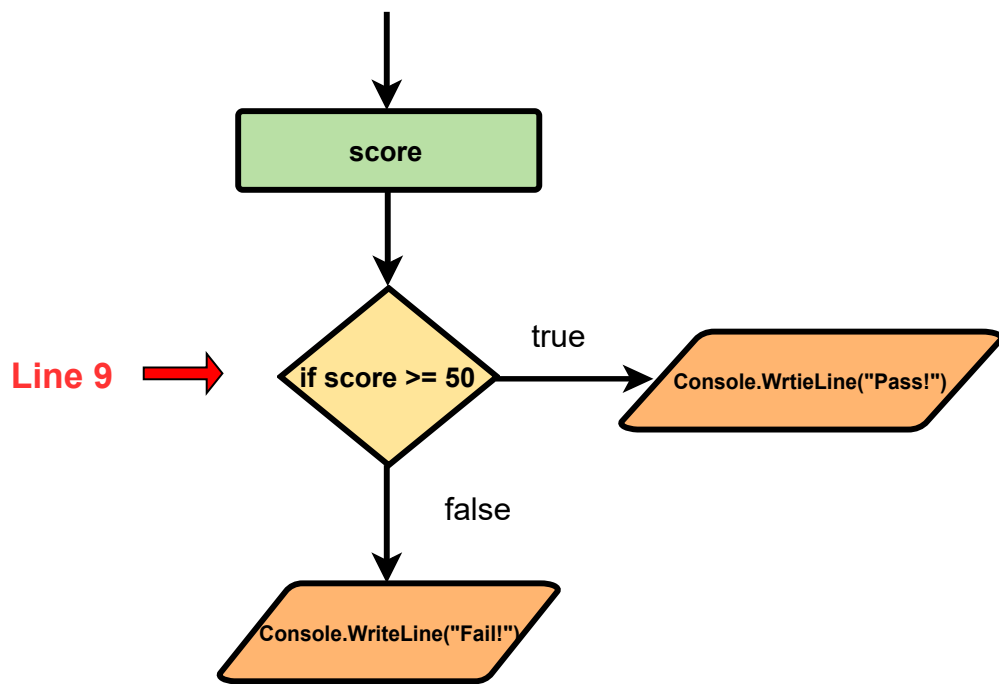 score
if score >= 50
true
Line 9
Console.WrtieLine("Pass!")
false
Console.WriteLine("Fail!")